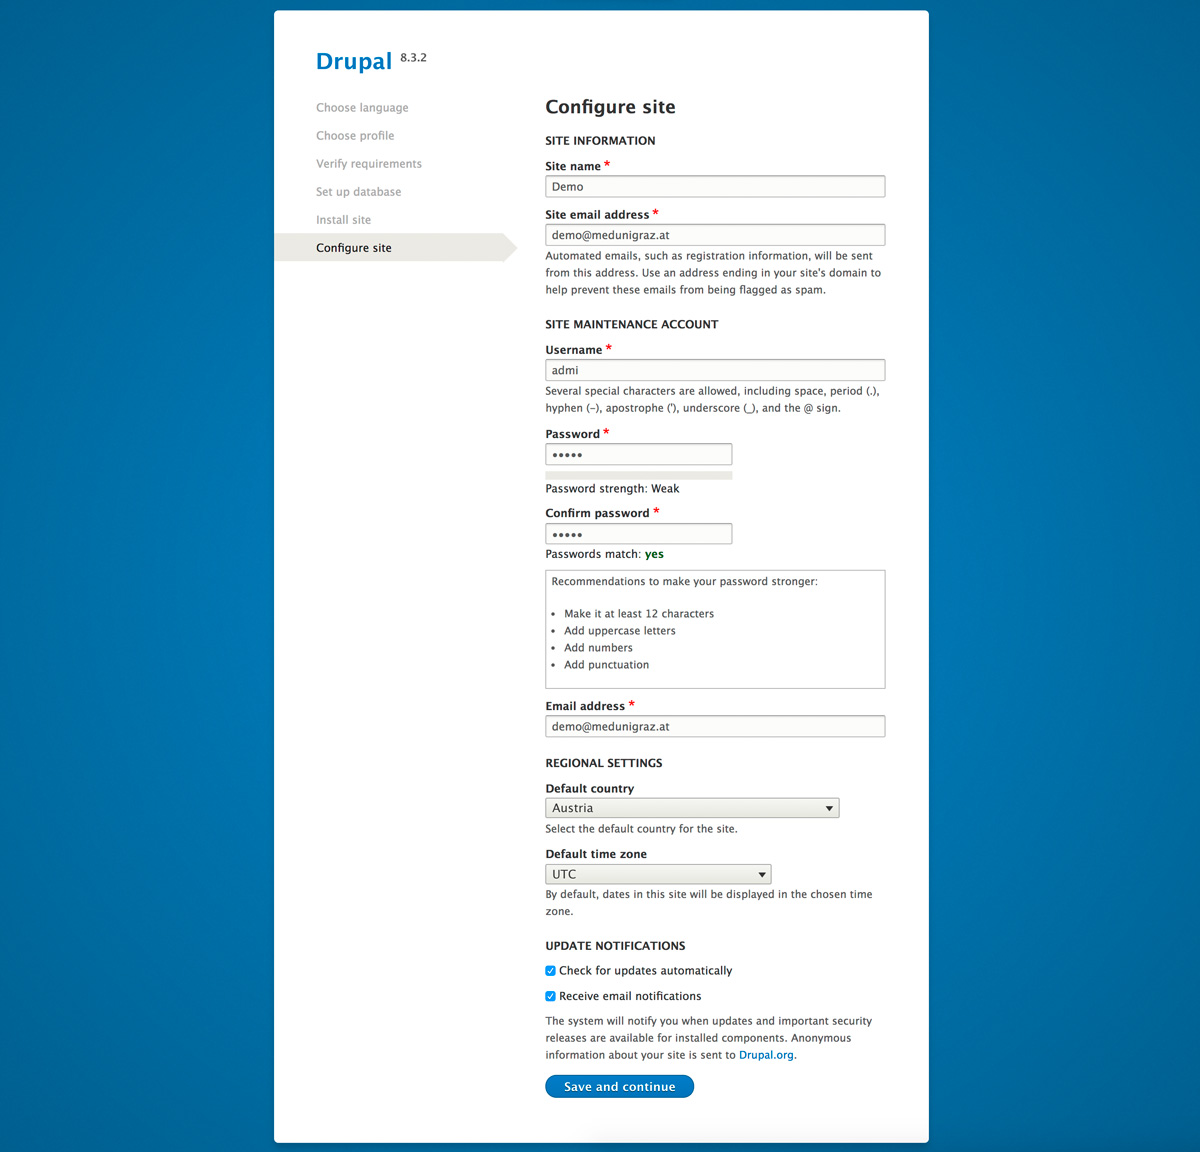 Drupal 8.3.2
Choose language
Choose profile
Verify requirements
Set up database
Install site
Configure site
Configure site
SITE INFORMATION
Site name *
Demo
Site email address *
demo@medunigraz.at
Automated emails, such as registration information, will be sent
from this address. Use an address ending in your site's domain to
help prevent these emails from being flagged as spam.
SITE MAINTENANCE ACCOUNT
Username *
admi
Several special characters are allowed, including space, period (.),
hyphen (-), apostrophe ('), underscore (_), and the @ sign.
Password *
•••••
Password strength: Weak
Confirm password *
•••••
Passwords match: yes
Recommendations to make your password stronger:
• Make it at least 12 characters
• Add uppercase letters
• Add numbers
• Add punctuation
Email address *
demo@medunigraz.at
REGIONAL SETTINGS
Default country
Austria
Select the default country for the site.
Default time zone
UTC
By default, dates in this site will be displayed in the chosen time
zone.
UPDATE NOTIFICATIONS
Check for updates automatically
Receive email notifications
The system will notify you when updates and important security
releases are available for installed components. Anonymous
information about your site is sent to Drupal.org.
Save and continue